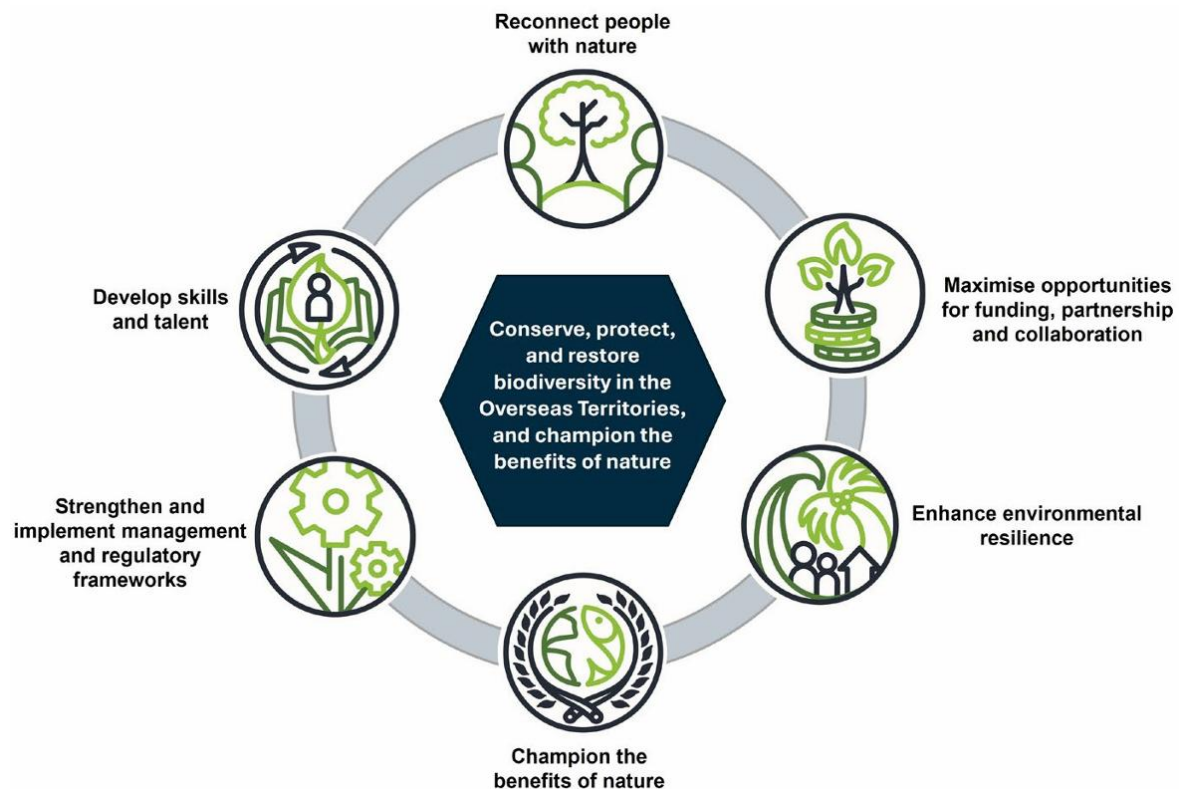 Reconnect people
with nature
Maximise opportunities
for funding, partnership
and collaboration
Enhance environmental
resilience
Champion the
benefits of nature
Strengthen and
implement management
and regulatory
frameworks
Develop skills
and talent
Conserve, protect,
and restore
biodiversity in the
Overseas Territories,
and champion the
benefits of nature